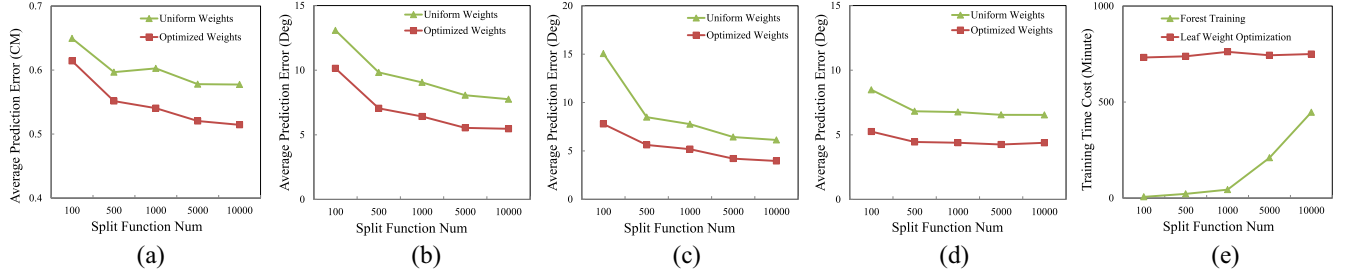 Average Prediction Error (CM)
0.7
0.6
0.5
0.4
Uniform Weights
Optimized Weights
100 500 1000 5000 10000
Split Function Num
(a)
Average Prediction Error (Deg)
15
10
5
0
Uniform Weights
Optimized Weights
100 500 1000 5000 10000
Split Function Num
(b)
Average Prediction Error (Deg)
20
15
10
5
0
Uniform Weights
Optimized Weights
100 500 1000 5000 10000
Split Function Num
(c)
Average Prediction Error (Deg)
15
10
5
0
Uniform Weights
Optimized Weights
100 500 1000 5000 10000
Split Function Num
(d)
Training Time Cost (Minute)
1000
500
0
Forest Training
Leaf Weight Optimization
100 500 1000 5000 10000
Split Function Num
(e)